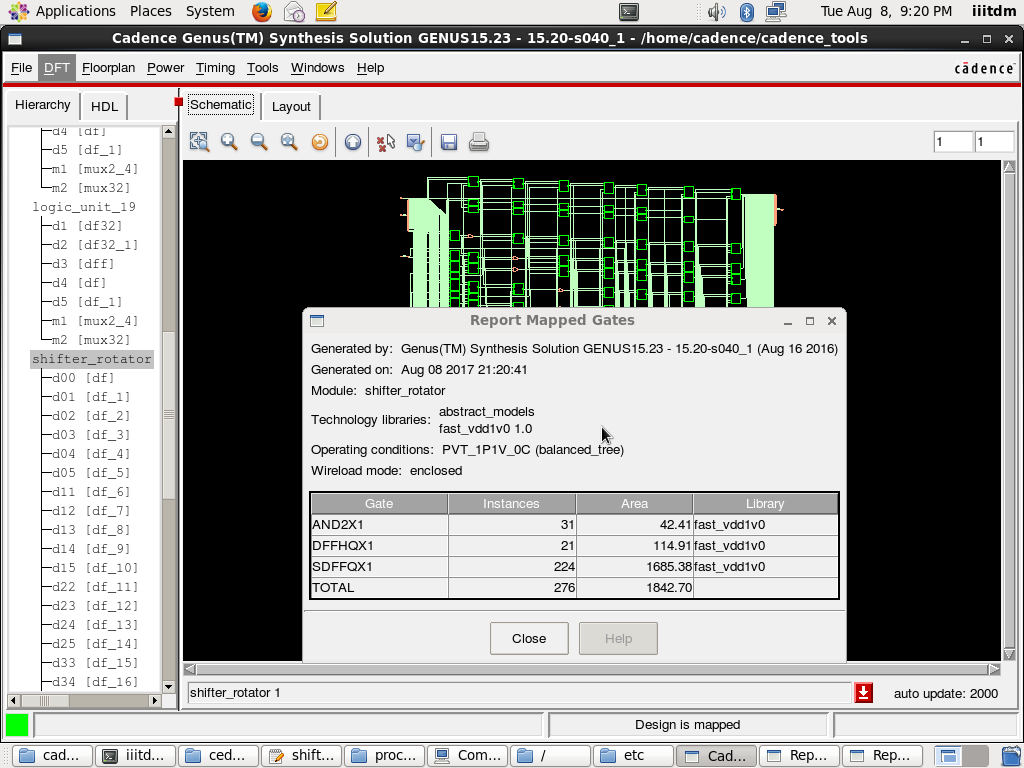 Applications Places System Tue Aug 8, 9:20 PM iiitdm
Cadence Genus(TM) Synthesis Solution GENUS15.23 - 15.20-s040_1 - /home/cadence/cadence_tools
File DFT Floorplan Power Timing Tools Windows Help cādence
Hierarchy HDL Schematic Layout
1 1
d4 [df]
d5 [df_1]
m1 [mux2_4]
m2 [mux32]
logic_unit_19
d1 [df32]
d2 [df32_1]
d3 [dff]
d4 [df]
d5 [df_1]
m1 [mux2_4]
m2 [mux32]
shifter_rotator
d00 [df]
d01 [df_1]
d02 [df_2]
d03 [df_3]
d04 [df_4]
d05 [df_5]
d11 [df_6]
d12 [df_7]
d13 [df_8]
d14 [df_9]
d15 [df_10]
d22 [df_11]
d23 [df_12]
d24 [df_13]
d25 [df_14]
d33 [df_15]
d34 [df_16]
Report Mapped Gates
Generated by: Genus(TM) Synthesis Solution GENUS15.23 - 15.20-s040_1 (Aug 16 2016)
Generated on: Aug 08 2017 21:20:41
Module: shifter_rotator
Technology libraries: abstract_models
fast_vdd1v0 1.0
Operating conditions: PVT_1P1V_0C (balanced_tree)
Wireload mode: enclosed
Gate Instances Area Library
AND2X1 31 42.41 fast_vdd1v0
DFFHQX1 21 114.91 fast_vdd1v0
SDFFQX1 224 1685.38 fast_vdd1v0
TOTAL 276 1842.70
Close Help
shifter_rotator 1 auto update: 2000
Design is mapped
cad... iiitd... ced... shift... proc... Com... / etc Cad... Rep... Rep...